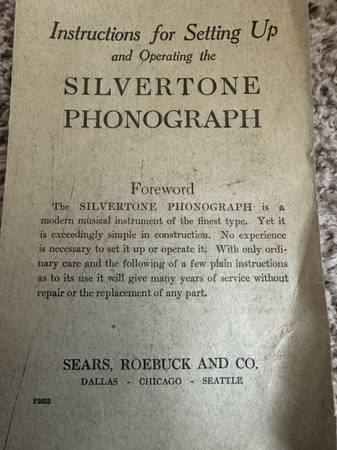 Instructions for Setting Up
and Operating the
SILVERTONE
PHONOGRAPH
Foreword
The SILVERTONE PHONOGRAPH is a
modern musical instrument of the finest type. Yet it
is exceedingly simple in construction. No experience
is necessary to set it up or operate it. With only ordi-
nary care and the following of a few plain instructions
as to its use it will give many years of service without
repair or the replacement of any part.
SEARS, ROEBUCK AND CO.
DALLAS - CHICAGO - SEATTLE